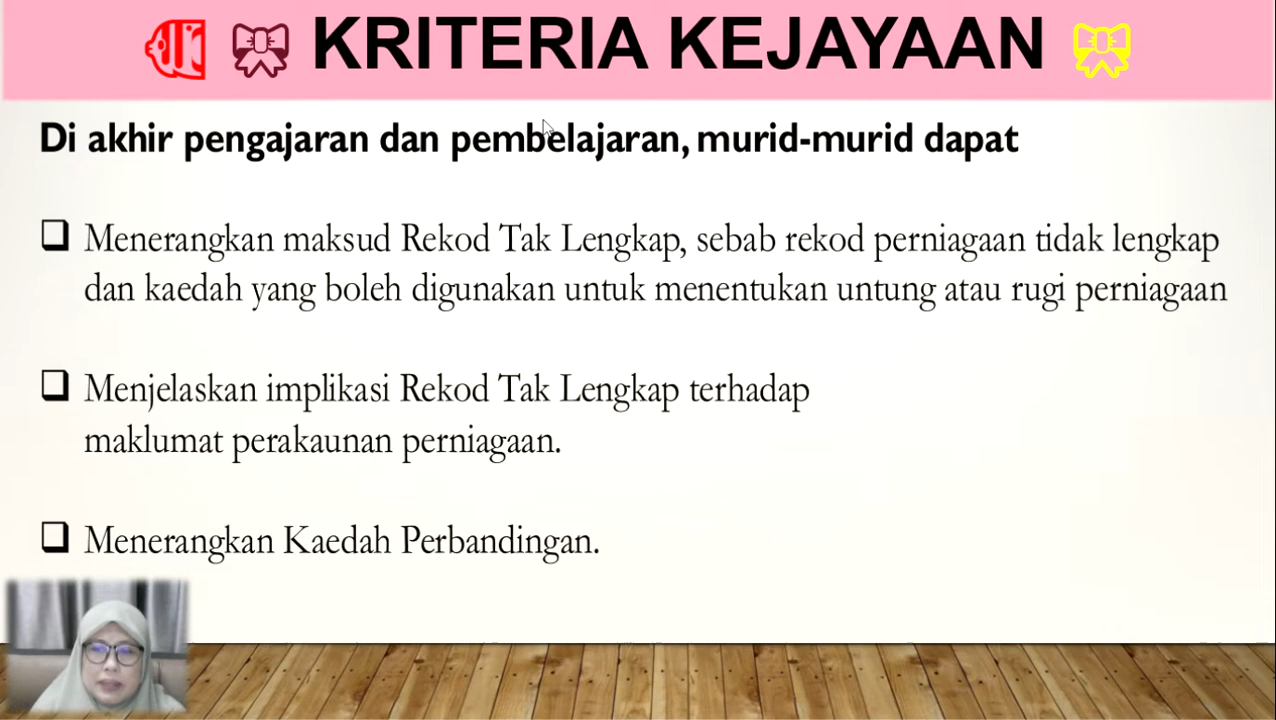 KRITERIA KEJAYAAN
Di akhir pengajaran dan pembelajaran, murid-murid dapat
Menerangkan maksud Rekod Tak Lengkap, sebab rekod perniagaan tidak lengkap
dan kaedah yang boleh digunakan untuk menentukan untung atau rugi perniagaan
Menjelaskan implikasi Rekod Tak Lengkap terhadap
maklumat perakaunan perniagaan.
Menerangkan Kaedah Perbandingan.